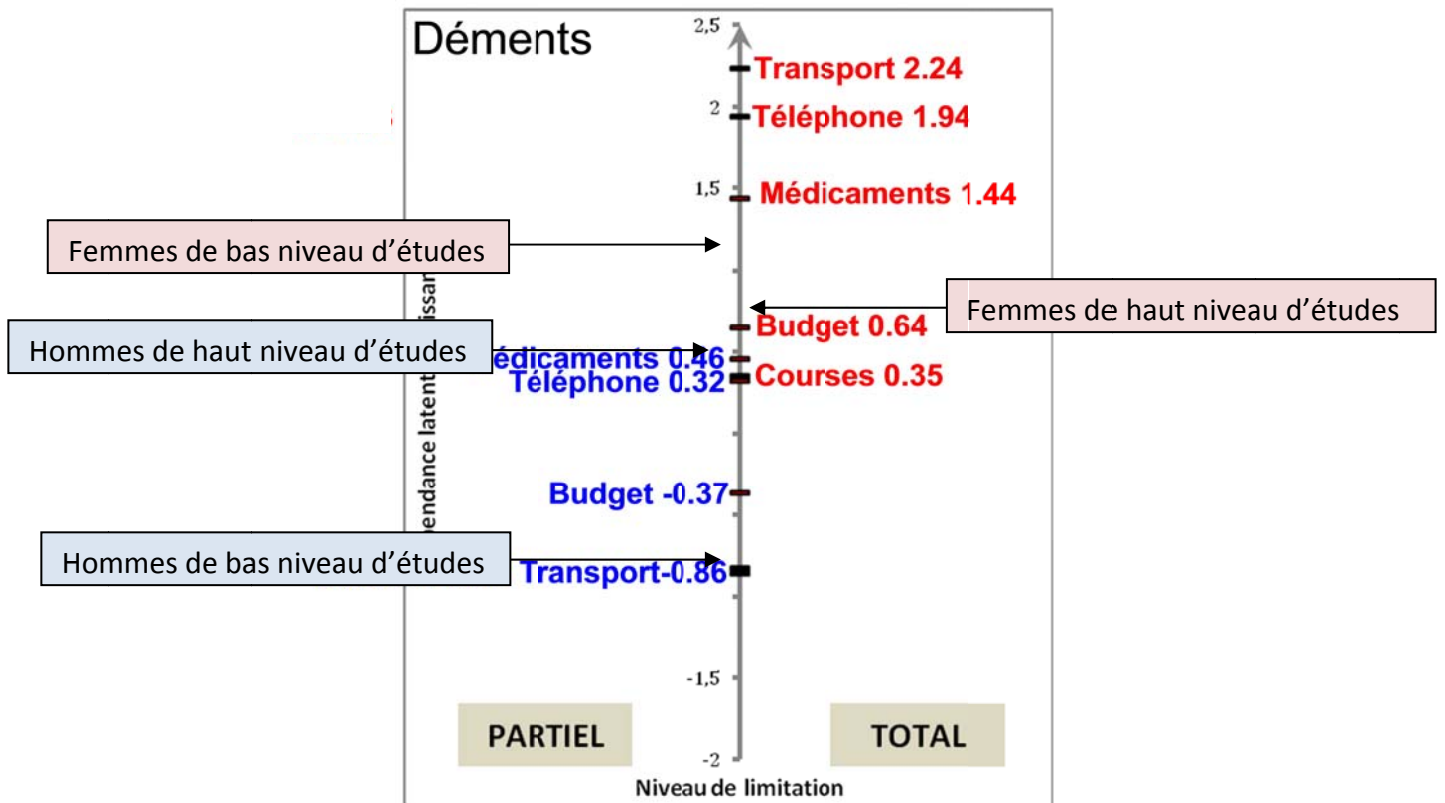 Déments
2,5
Transport 2.24
2
Téléphone 1.94
1,5
Médicaments 1.44
Femmes de bas niveau d’études
Femmes de haut niveau d’études
Budget 0.64
Hommes de haut niveau d’études
édicaments 0.46
Téléphone 0.32
Courses 0.35
pendance latent
issan
Budget -0.37
Hommes de bas niveau d’études
Transport-0.86
-1,5
PARTIEL
TOTAL
-2
Niveau de limitation